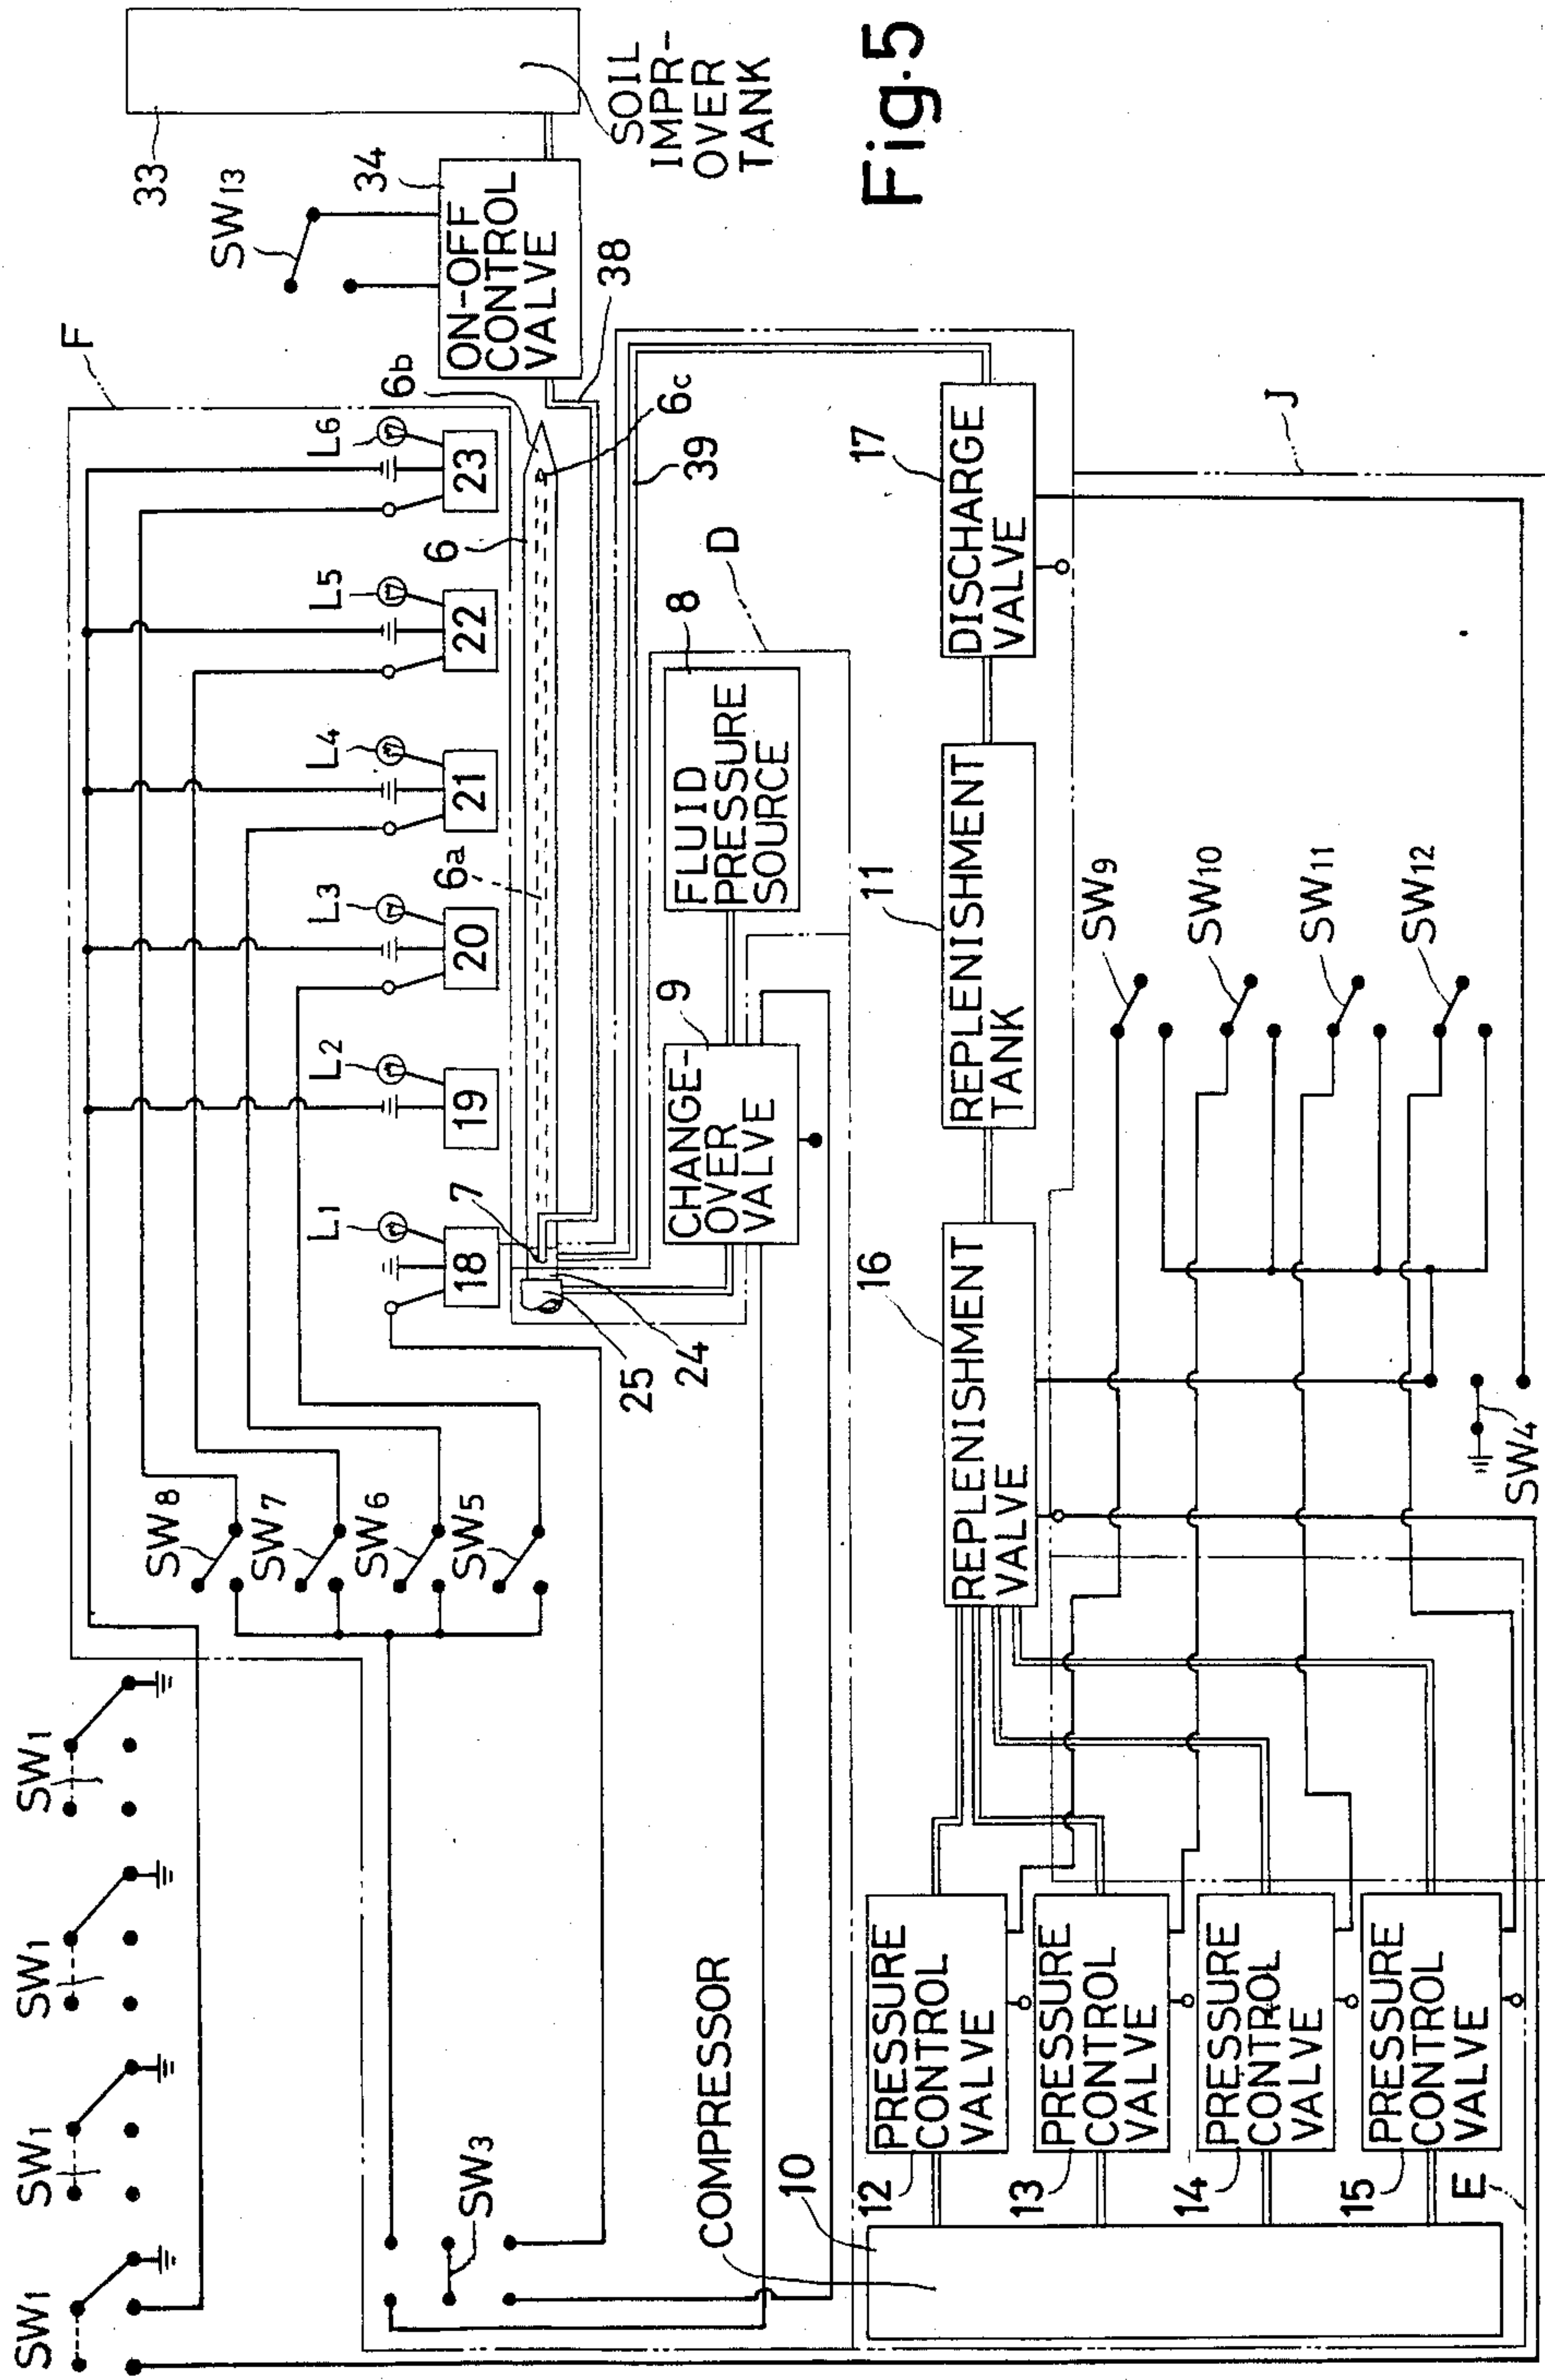 SW1
SW1
SW1
SW1
SW8
SW7
SW6
SW5
SW3
F
L1
L2
L3
L4
L5
L6
18
19
20
21
22
23
SW13
33
34
ON-OFF
CONTROL
VALVE
SOIL
IMPR-
OVER
TANK
6b
38
6c
6
6a
7
24
25
39
D
8
FLUID
PRESSURE
SOURCE
9
CHANGE-
OVER
VALVE
Fig.5
COMPRESSOR
10
12
PRESSURE
CONTROL
VALVE
13
PRESSURE
CONTROL
VALVE
14
PRESSURE
CONTROL
VALVE
15
PRESSURE
CONTROL
VALVE
E
16
REPLENISHMENT
VALVE
11
REPLENISHMENT
TANK
17
DISCHARGE
VALVE
J
SW9
SW10
SW11
SW12
SW4